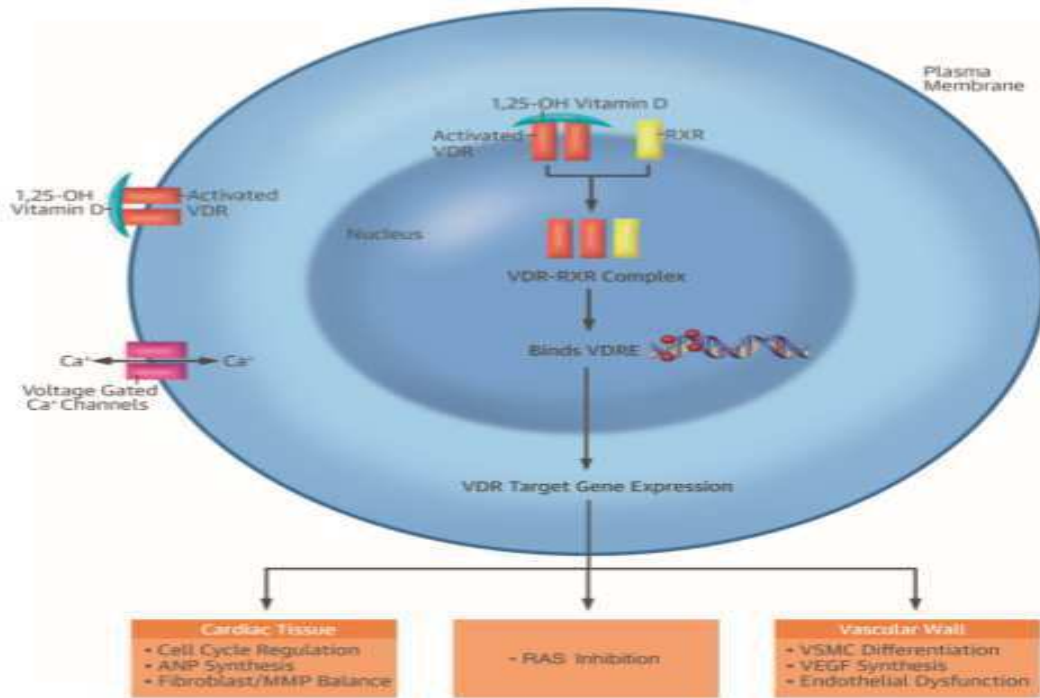 Plasma
Membrane
1,25-OH Vitamin D
Activated
VDR
RXR
1,25-OH
Vitamin D
Activated
VDR
Nucleus
VDR-RXR Complex
Binds VDRE
Ca⁺
Ca⁺
Voltage Gated
Ca⁺ Channels
VDR Target Gene Expression
Cardiac Tissue
• Cell Cycle Regulation
• ANP Synthesis
• Fibroblast/MMP Balance
- RAS Inhibition
Vascular Wall
• VSMC Differentiation
• VEGF Synthesis
• Endothelial Dysfunction